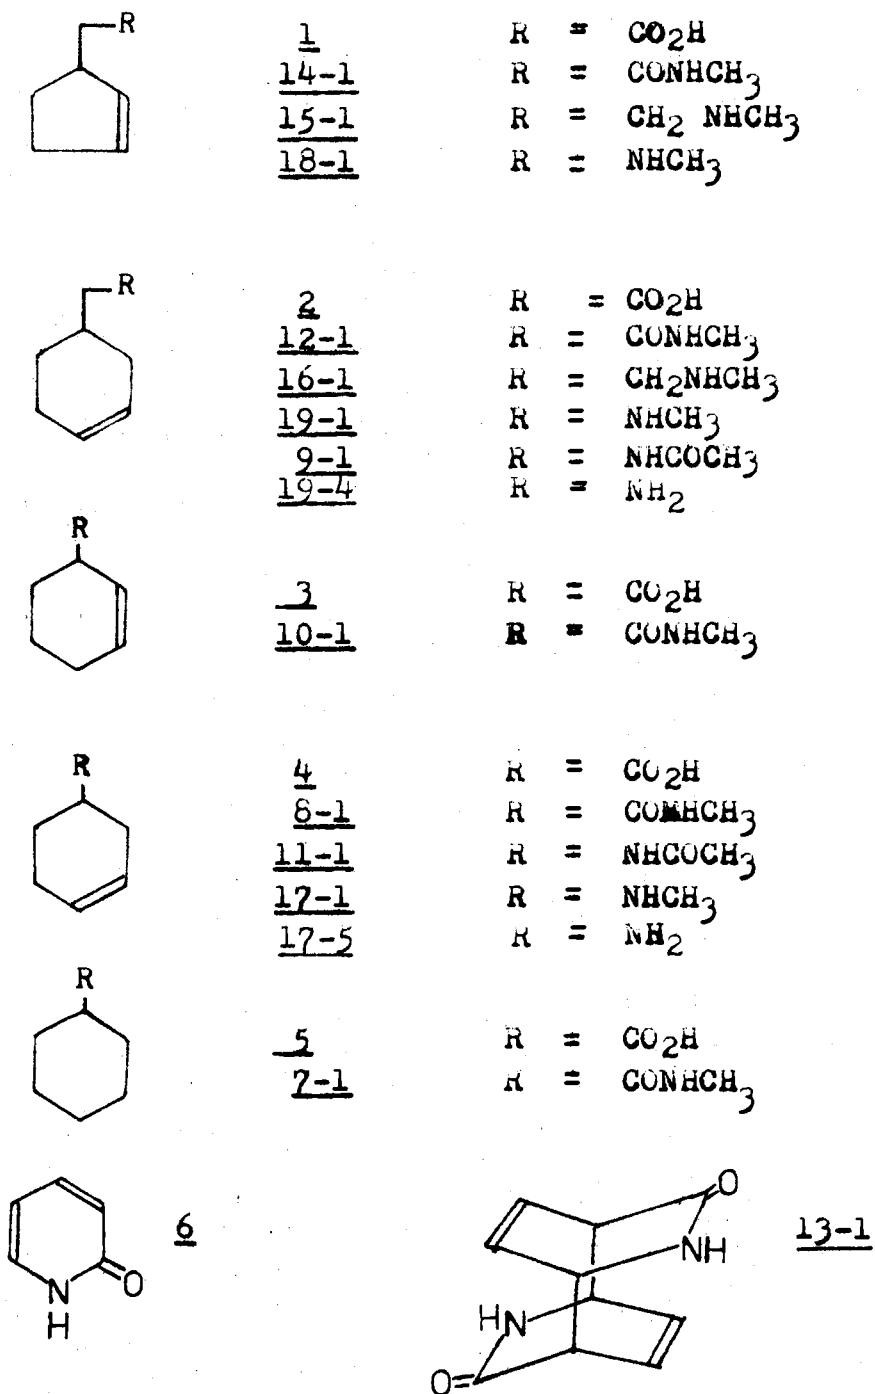 R
1 R = CO2H
14-1 R = CONHCH3
15-1 R = CH2 NHCH3
18-1 R = NHCH3
R
2 R = CO2H
12-1 R = CONHCH3
16-1 R = CH2NHCH3
19-1 R = NHCH3
9-1 R = NHCOCH3
19-4 R = NH2
R
3 R = CO2H
10-1 R = CONHCH3
R
4 R = CO2H
8-1 R = CONHCH3
11-1 R = NHCOCH3
17-1 R = NHCH3
17-5 R = NH2
R
5 R = CO2H
7-1 R = CONHCH3
6 N H O
O NH HN O 13-1